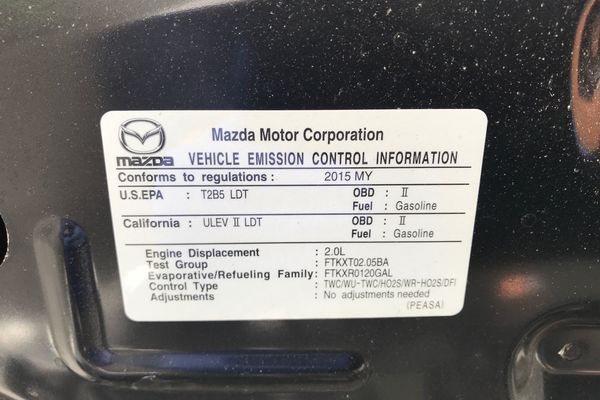 Mazda Motor Corporation
mazda VEHICLE EMISSION CONTROL INFORMATION
Conforms to regulations : 2015 MY
U.S.EPA : T2B5 LDT OBD : II
Fuel : Gasoline
California : ULEV II LDT OBD : II
Fuel : Gasoline
Engine Displacement : 2.0L
Test Group : FTKXT02.05BA
Evaporative/Refueling Family: FTKXR0120GAL
Control Type : TWC/WU-TWC/HO2S/WR-HO2S/DFI
Adjustments : No adjustments needed
(PEASA)